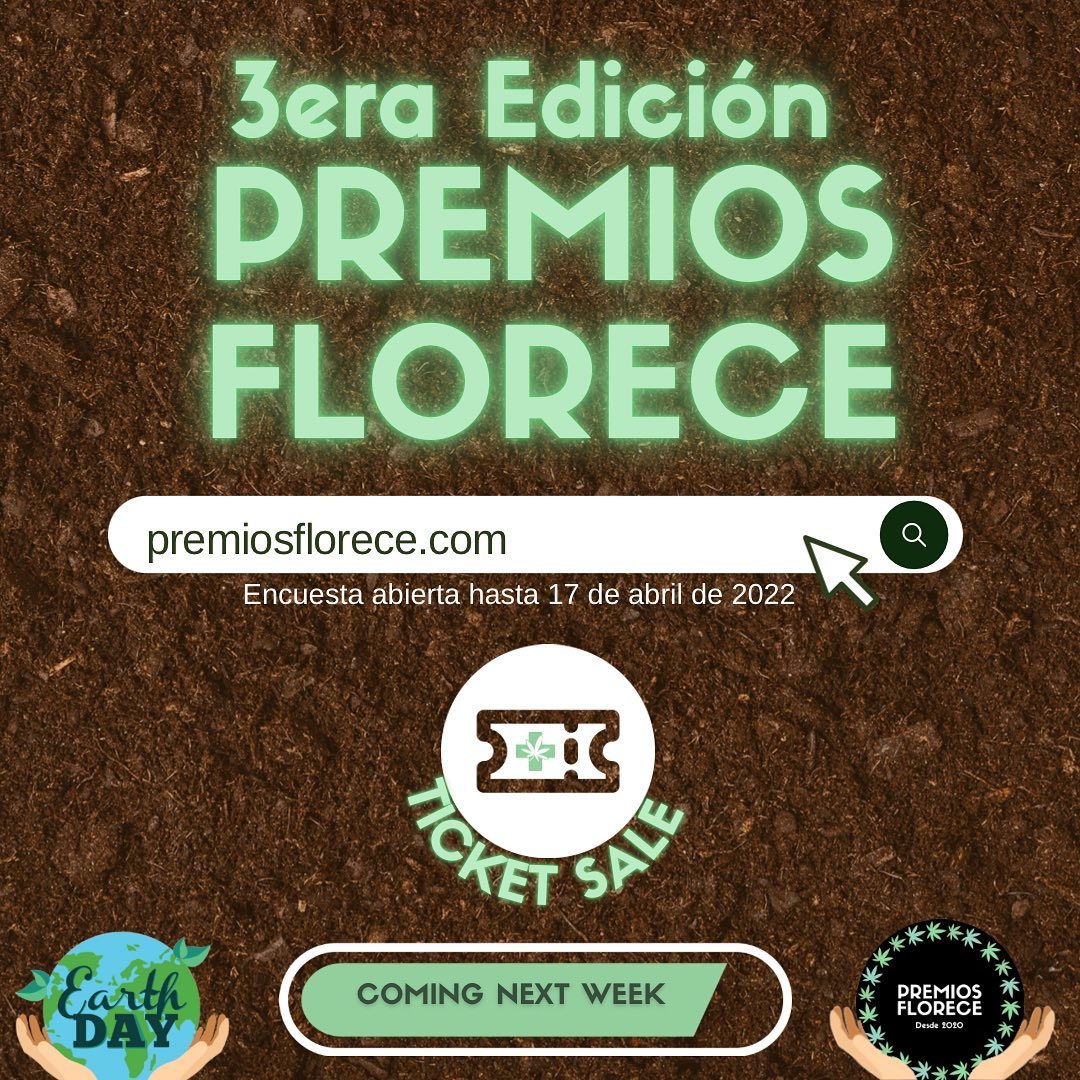 3era Edición
PREMIOS
FLORECE
premiosflorece.com
Encuesta abierta hasta 17 de abril de 2022
TICKET SALE
COMING NEXT WEEK
Earth
DAY
PREMIOS
FLORECE
Desde 2020